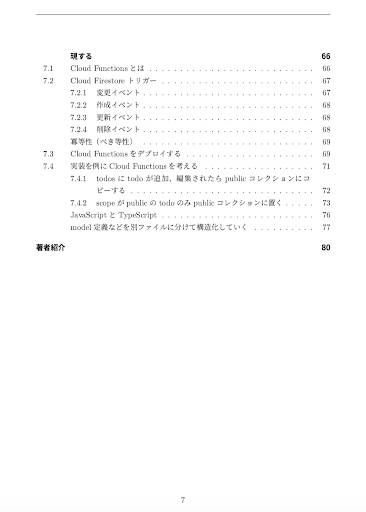 現する 66
7.1 Cloud Functions とは . . . . . . . . . . . . . . . . . . . . . . . . . . 66
7.2 Cloud Firestore トリガー . . . . . . . . . . . . . . . . . . . . . . . . 67
7.2.1 変更イベント . . . . . . . . . . . . . . . . . . . . . . . . . . . 67
7.2.2 作成イベント . . . . . . . . . . . . . . . . . . . . . . . . . . . 68
7.2.3 更新イベント . . . . . . . . . . . . . . . . . . . . . . . . . . . 68
7.2.4 削除イベント . . . . . . . . . . . . . . . . . . . . . . . . . . . 68
冪等性（べき等性） . . . . . . . . . . . . . . . . . . . . . . . . . . . . 69
7.3 Cloud Functions をデプロイする . . . . . . . . . . . . . . . . . . . . 69
7.4 実装を例に Cloud Functions を考える . . . . . . . . . . . . . . . . . 71
7.4.1 todos に todo が追加、編集されたら public コレクションにコ
ピーする . . . . . . . . . . . . . . . . . . . . . . . . . . . . . 72
7.4.2 scope が public の todo のみ public コレクションに置く . . . . . 73
JavaScript と TypeScript . . . . . . . . . . . . . . . . . . . . . . . . 76
model 定義などを別ファイルに分けて構造化していく . . . . . . . . . . 77
著者紹介 80
7